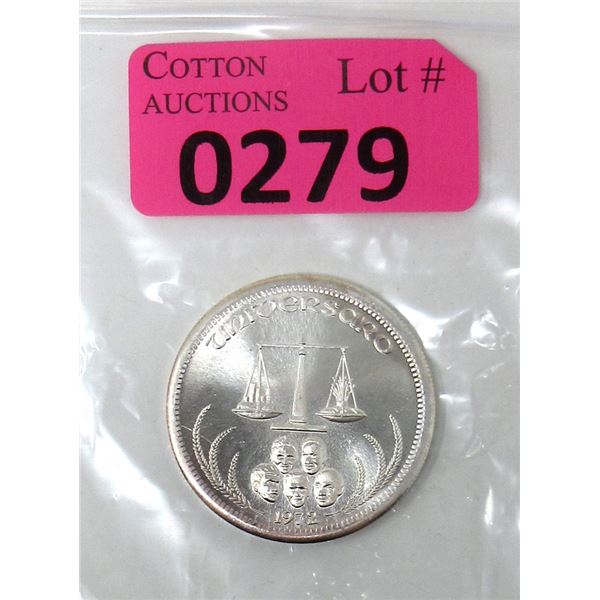 COTTON
AUCTIONS
Lot #
0279
UNIVERSARO
1972